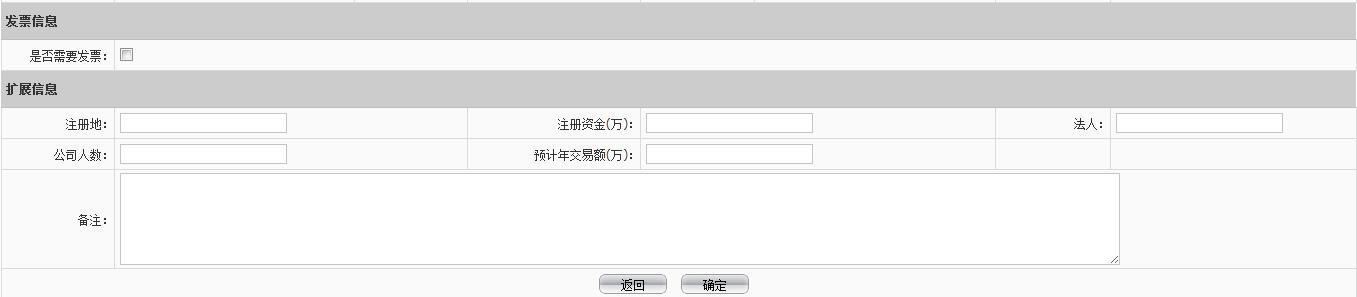 发票信息
是否需要发票：
扩展信息
注册地： 注册资金(万)： 法人：
公司人数： 预计年交易额(万)：
备注：
返回 确定